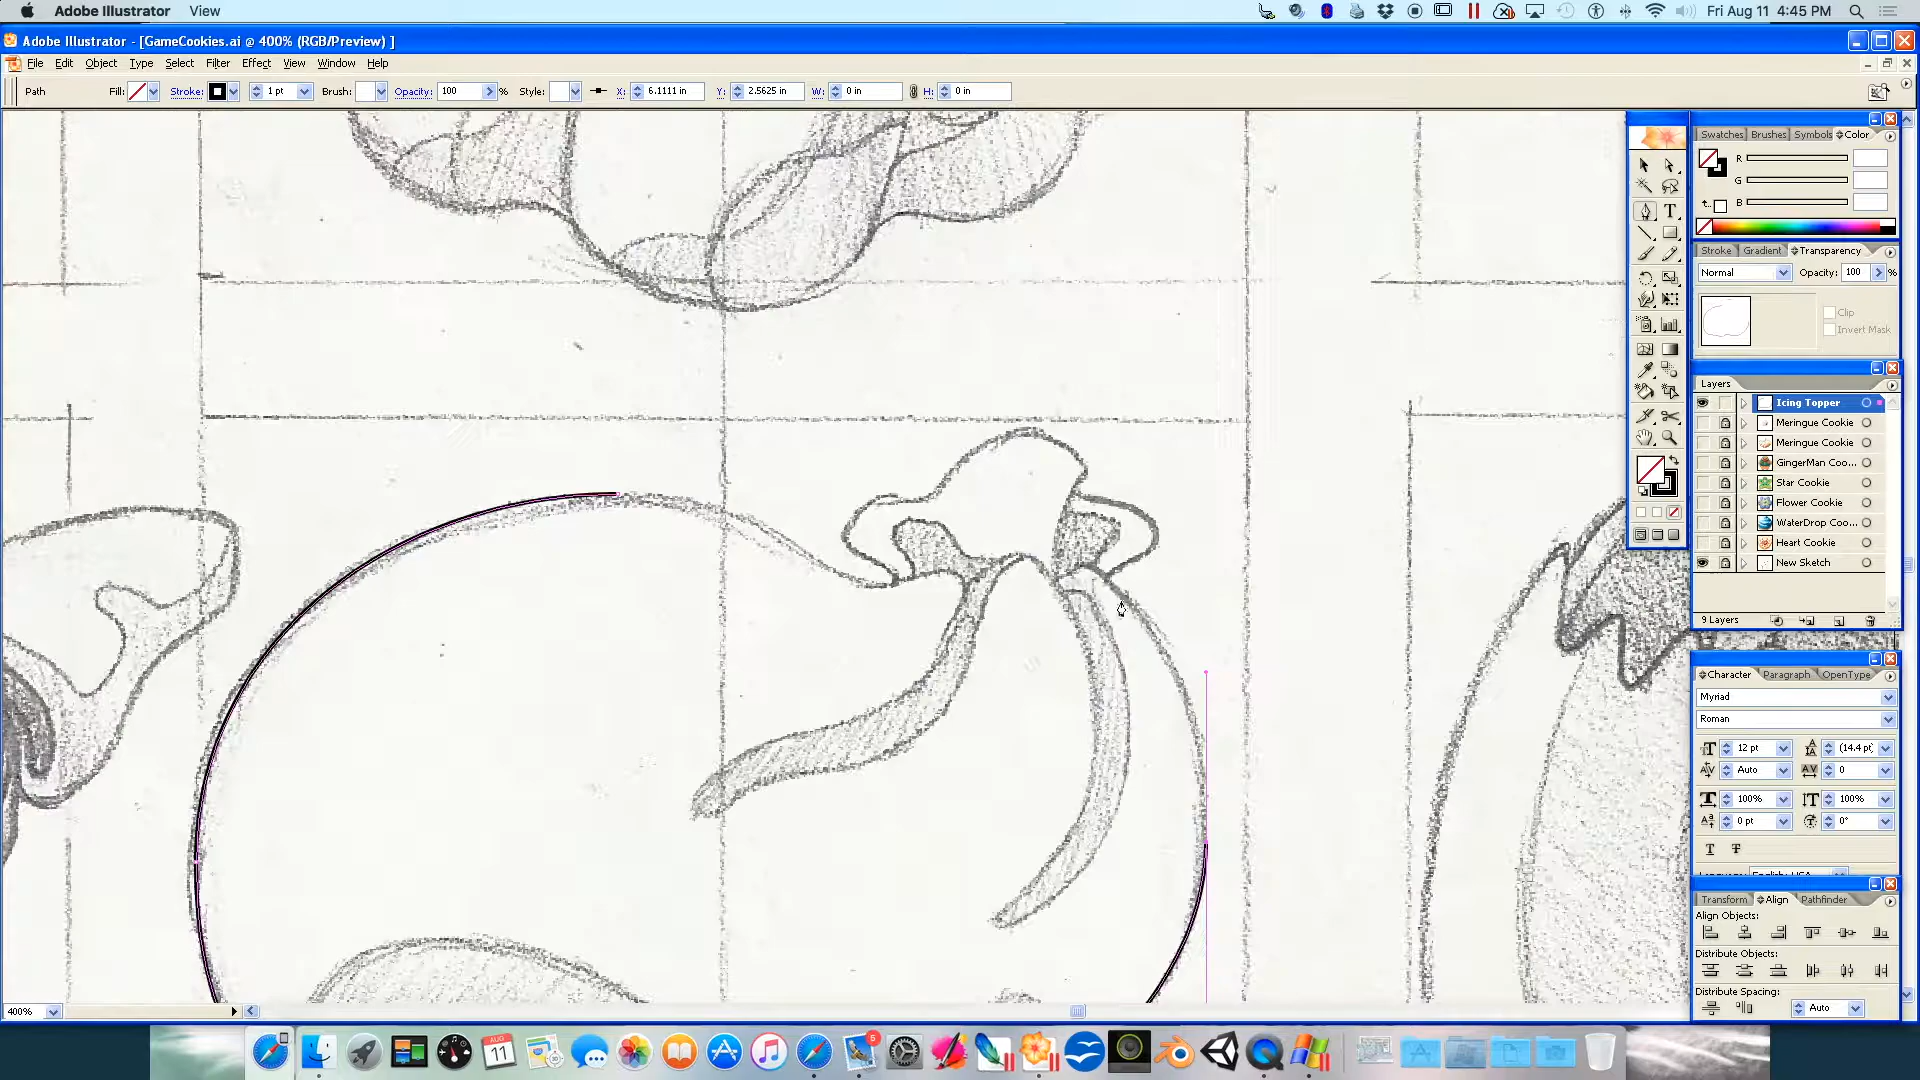 Adobe Illustrator View
Fri Aug 11 4:45 PM
Adobe Illustrator - [GameCookies.ai @ 400% (RGB/Preview) ]
File Edit Object Type Select Filter Effect View Window Help
Path Fill: Stroke: 1 pt Brush: Opacity: 100 % Style: X: 6.1111 in Y: 2.5625 in W: 0 in H: 0 in
Swatches Brushes Symbols Color
R
G
B
Stroke Gradient Transparency
Normal Opacity: 100 %
Clip
Invert Mask
Layers
Icing Topper
Meringue Cookie
Meringue Cookie
GingerMan Coo...
Star Cookie
Flower Cookie
WaterDrop Coo...
Heart Cookie
New Sketch
9 Layers
Character Paragraph OpenType
Myriad
Roman
12 pt (14.4 pt)
Auto 0
100% 100%
0 pt 0°
T T
Transform Align Pathfinder
Align Objects:
Distribute Objects:
Distribute Spacing:
Auto
400%
AUG
11
5